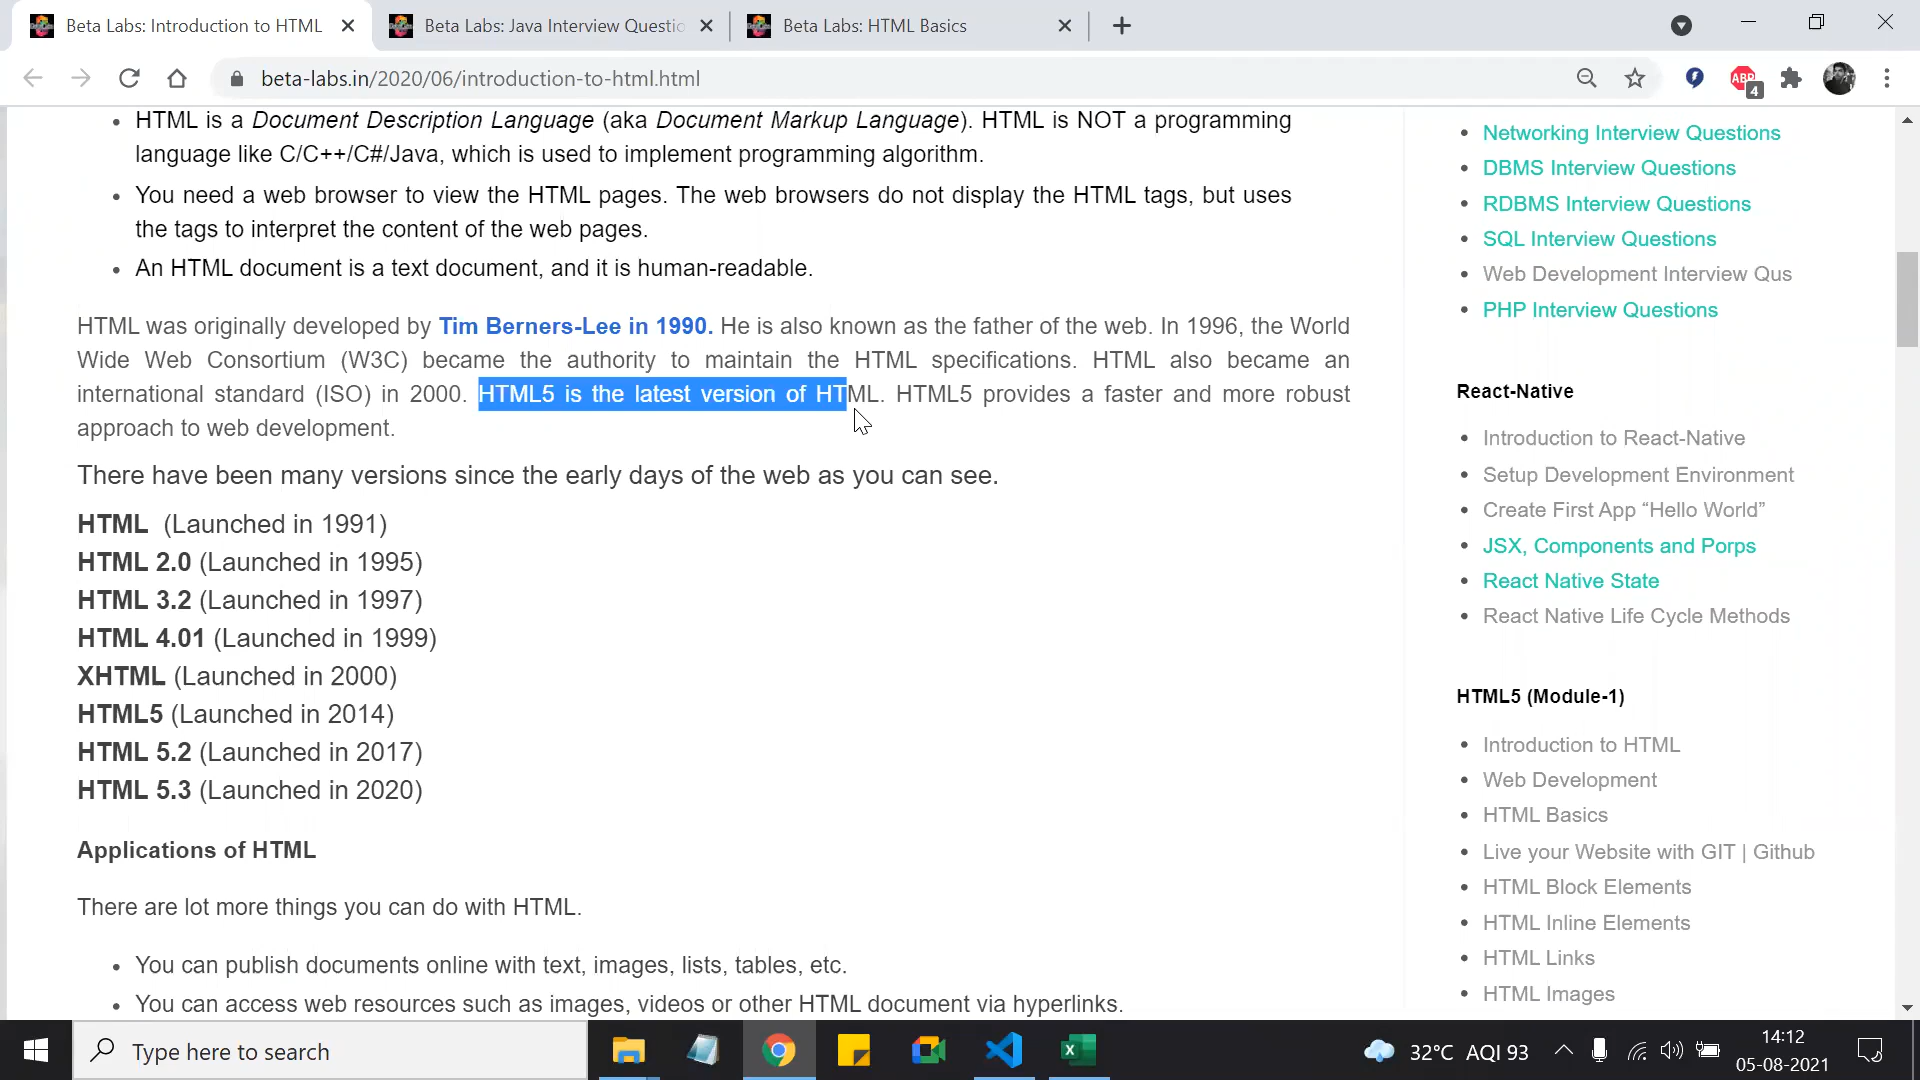 Beta Labs: Introduction to HTML
Beta Labs: Java Interview Questio
Beta Labs: HTML Basics
beta-labs.in/2020/06/introduction-to-html.html
ABP
4
HTML is a Document Description Language (aka Document Markup Language). HTML is NOT a programming
language like C/C++/C#/Java, which is used to implement programming algorithm.
You need a web browser to view the HTML pages. The web browsers do not display the HTML tags, but uses
the tags to interpret the content of the web pages.
An HTML document is a text document, and it is human-readable.
HTML was originally developed by Tim Berners-Lee in 1990. He is also known as the father of the web. In 1996, the World
Wide Web Consortium (W3C) became the authority to maintain the HTML specifications. HTML also became an
international standard (ISO) in 2000. HTML5 is the latest version of HTML. HTML5 provides a faster and more robust
approach to web development.
There have been many versions since the early days of the web as you can see.
HTML (Launched in 1991)
HTML 2.0 (Launched in 1995)
HTML 3.2 (Launched in 1997)
HTML 4.01 (Launched in 1999)
XHTML (Launched in 2000)
HTML5 (Launched in 2014)
HTML 5.2 (Launched in 2017)
HTML 5.3 (Launched in 2020)
Applications of HTML
There are lot more things you can do with HTML.
You can publish documents online with text, images, lists, tables, etc.
You can access web resources such as images, videos or other HTML document via hyperlinks.
Networking Interview Questions
DBMS Interview Questions
RDBMS Interview Questions
SQL Interview Questions
Web Development Interview Qus
PHP Interview Questions
React-Native
Introduction to React-Native
Setup Development Environment
Create First App “Hello World”
JSX, Components and Porps
React Native State
React Native Life Cycle Methods
HTML5 (Module-1)
Introduction to HTML
Web Development
HTML Basics
Live your Website with GIT | Github
HTML Block Elements
HTML Inline Elements
HTML Links
HTML Images
Type here to search
32°C AQI 93
14:12
05-08-2021